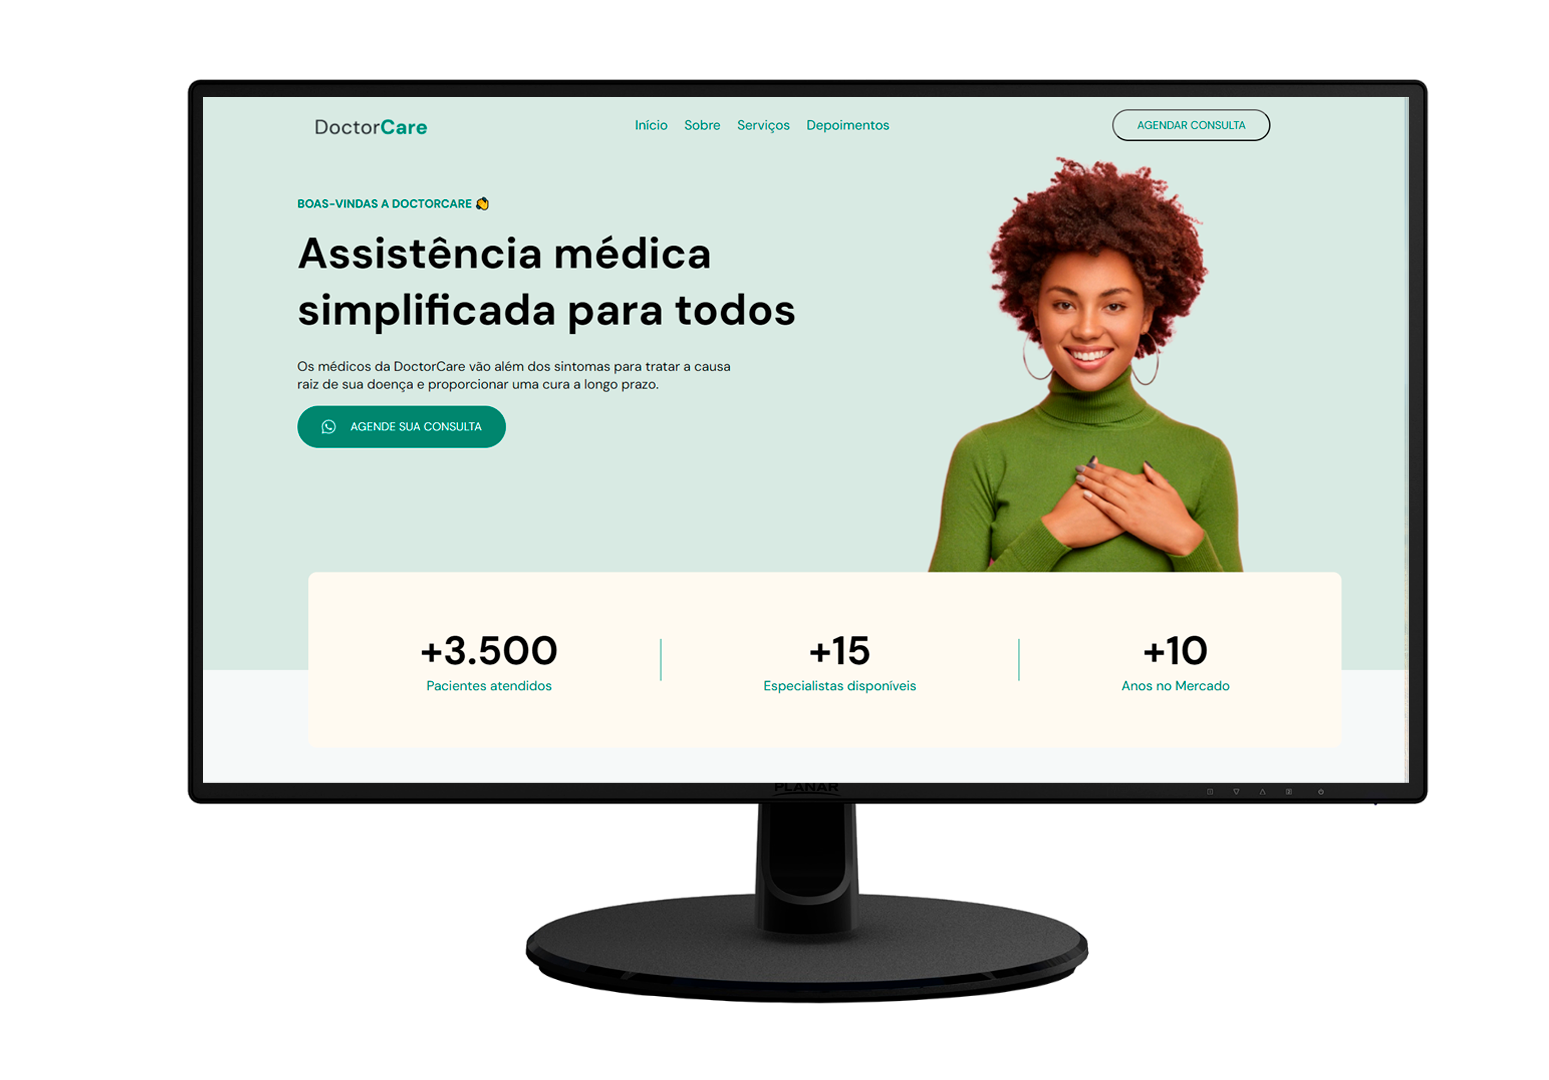 DoctorCare
Início Sobre Serviços Depoimentos
AGENDAR CONSULTA
BOAS-VINDAS A DOCTORCARE 👋
Assistência médica
simplificada para todos
Os médicos da DoctorCare vão além dos sintomas para tratar a causa
raiz de sua doença e proporcionar uma cura a longo prazo.
AGENDE SUA CONSULTA
+3.500
Pacientes atendidos
+15
Especialistas disponíveis
+10
Anos no Mercado
PLANAR